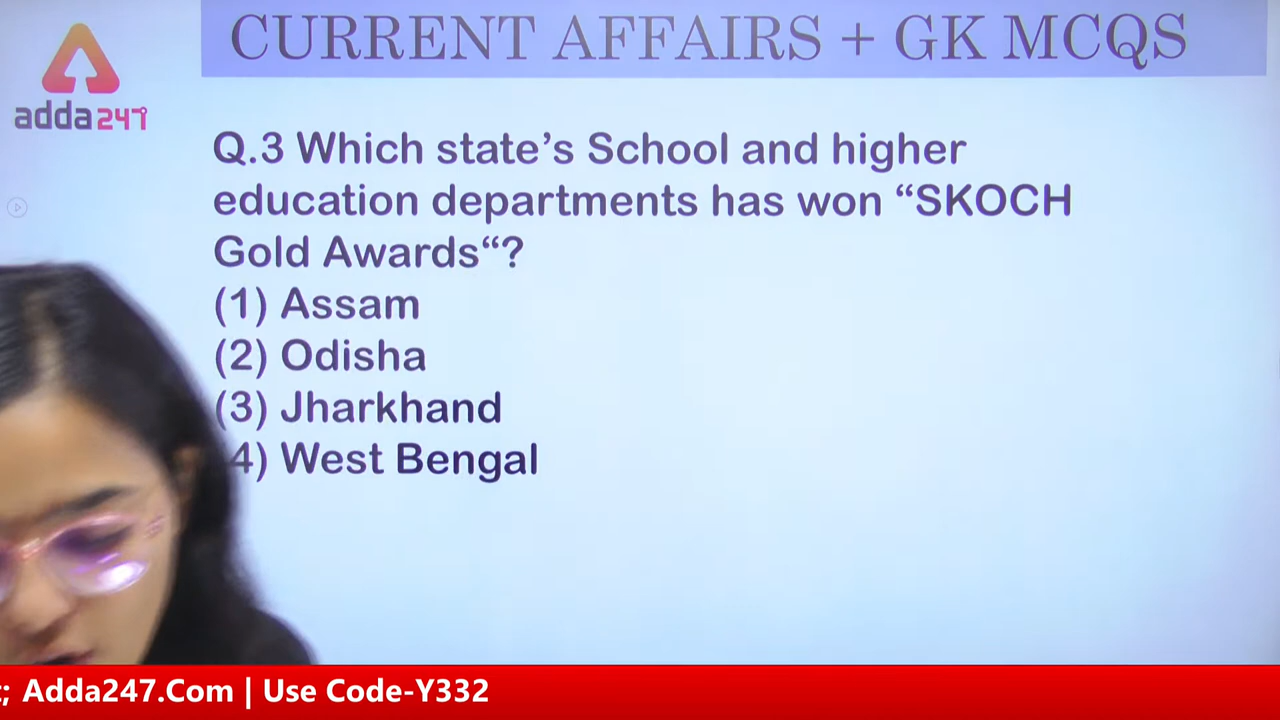 CURRENT AFFAIRS + GK MCQS
adda247
Q.3 Which state’s School and higher
education departments has won “SKOCH
Gold Awards“?
(1) Assam
(2) Odisha
(3) Jharkhand
4) West Bengal
; Adda247.Com | Use Code-Y332